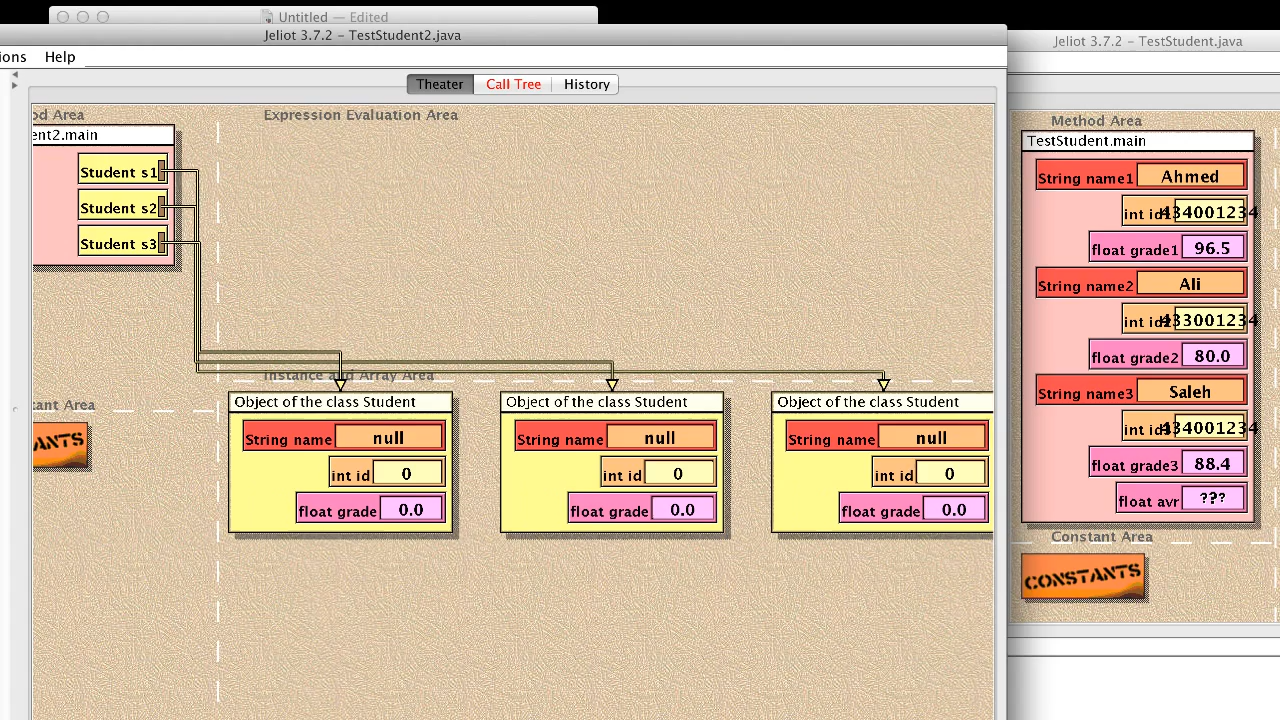 Untitled — Edited
Jeliot 3.7.2 – TestStudent2.java
ions Help
Theater Call Tree History
od Area
Expression Evaluation Area
ent2.main
Student s1
Student s2
Student s3
Instance and Array Area
tant Area
ANTS
Object of the class Student
String name null
int id 0
float grade 0.0
Object of the class Student
String name null
int id 0
float grade 0.0
Object of the class Student
String name null
int id 0
float grade 0.0
Jeliot 3.7.2 – TestStudent.java
Method Area
TestStudent.main
String name1 Ahmed
int id1 434001234
float grade1 96.5
String name2 Ali
int id2 433001234
float grade2 80.0
String name3 Saleh
int id3 434001234
float grade3 88.4
float avr ???
Constant Area
CONSTANTS